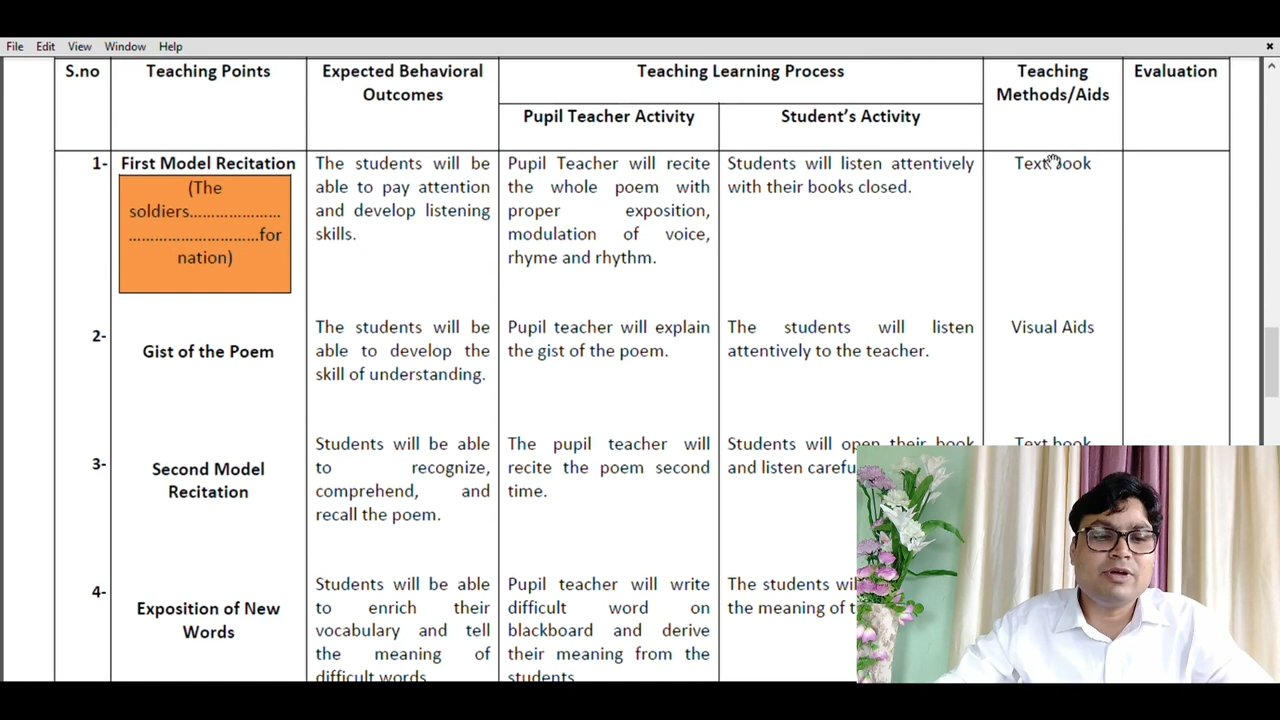 File Edit View Window Help
S.no Teaching Points Expected Behavioral Teaching Learning Process Teaching Evaluation
Outcomes Methods/Aids
Pupil Teacher Activity Student's Activity
1- First Model Recitation The students will be Pupil Teacher will recite Students will listen attentively Text book
(The able to pay attention the whole poem with with their books closed.
soldiers..................... and develop listening proper exposition,
..............................for skills. modulation of voice,
nation) rhyme and rhythm.
2- The students will be Pupil teacher will explain The students will listen Visual Aids
Gist of the Poem able to develop the the gist of the poem. attentively to the teacher.
skill of understanding.
3- Students will be able The pupil teacher will Students will open their book Text book
Second Model to recognize, recite the poem second and listen
Recitation comprehend, and time.
recall the poem.
4- Students will be able Pupil teacher will write The students
Exposition of New to enrich their difficult word on the meaning of
Words vocabulary and tell blackboard and derive
the meaning of their meaning from the
difficult words students